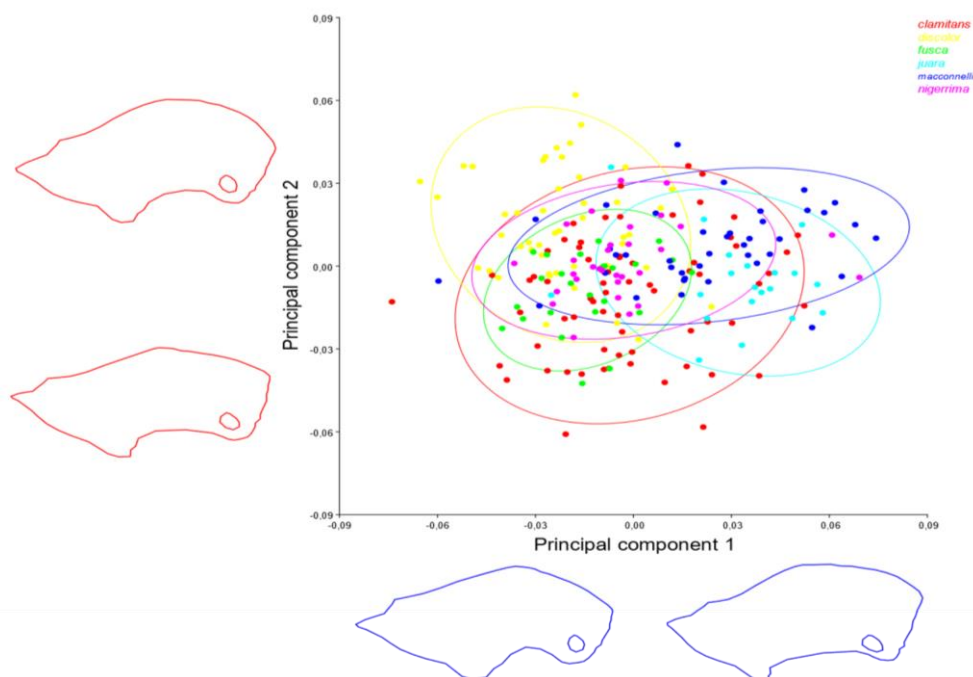 clamitans
discolor
fusca
juara
macconnelli
nigerrima
0,09
0,06
0,03
0,00
-0,03
-0,06
-0,09
Principal component 2
-0,09
-0,06
-0,03
0,00
0,03
0,06
0,09
Principal component 1